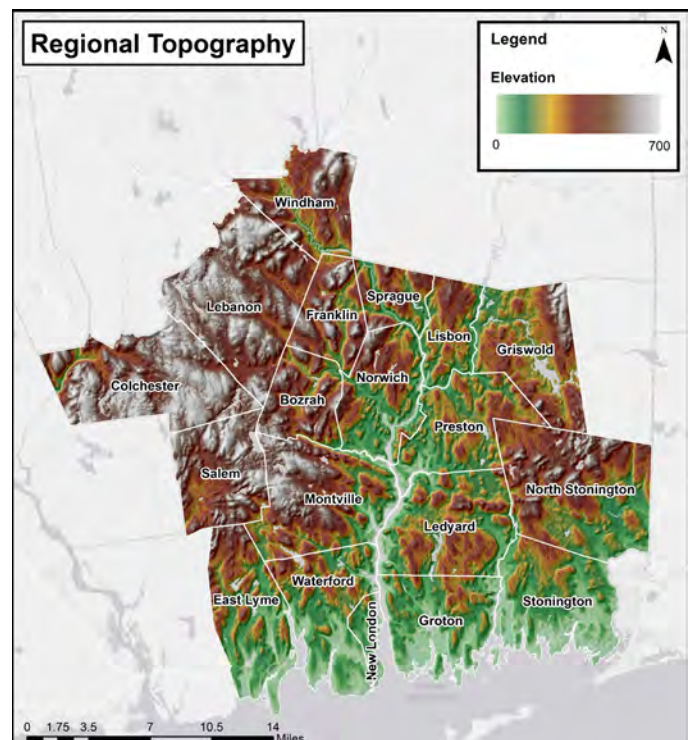 Regional Topography
Legend
N
Elevation
0 700
Windham
Sprague
Lebanon
Franklin
Lisbon
Griswold
Colchester
Norwich
Bozrah
Preston
Salem
North Stonington
Montville
Ledyard
Waterford
East Lyme
Stonington
Groton
New London
0 1.75 3.5 7 10.5 14
Miles